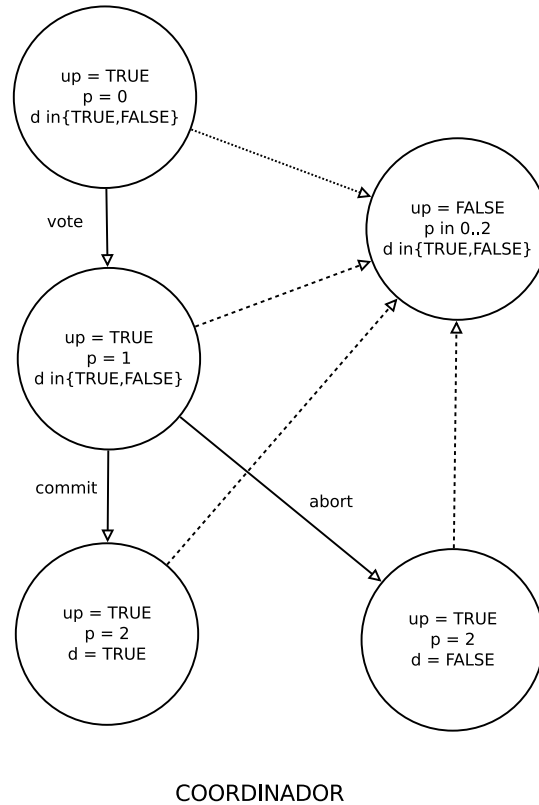 up = TRUE
p = 0
d in{TRUE,FALSE}
up = FALSE
p in 0..2
d in{TRUE,FALSE}
vote
up = TRUE
p = 1
d in{TRUE,FALSE}
commit
abort
up = TRUE
p = 2
d = TRUE
up = TRUE
p = 2
d = FALSE
COORDINADOR